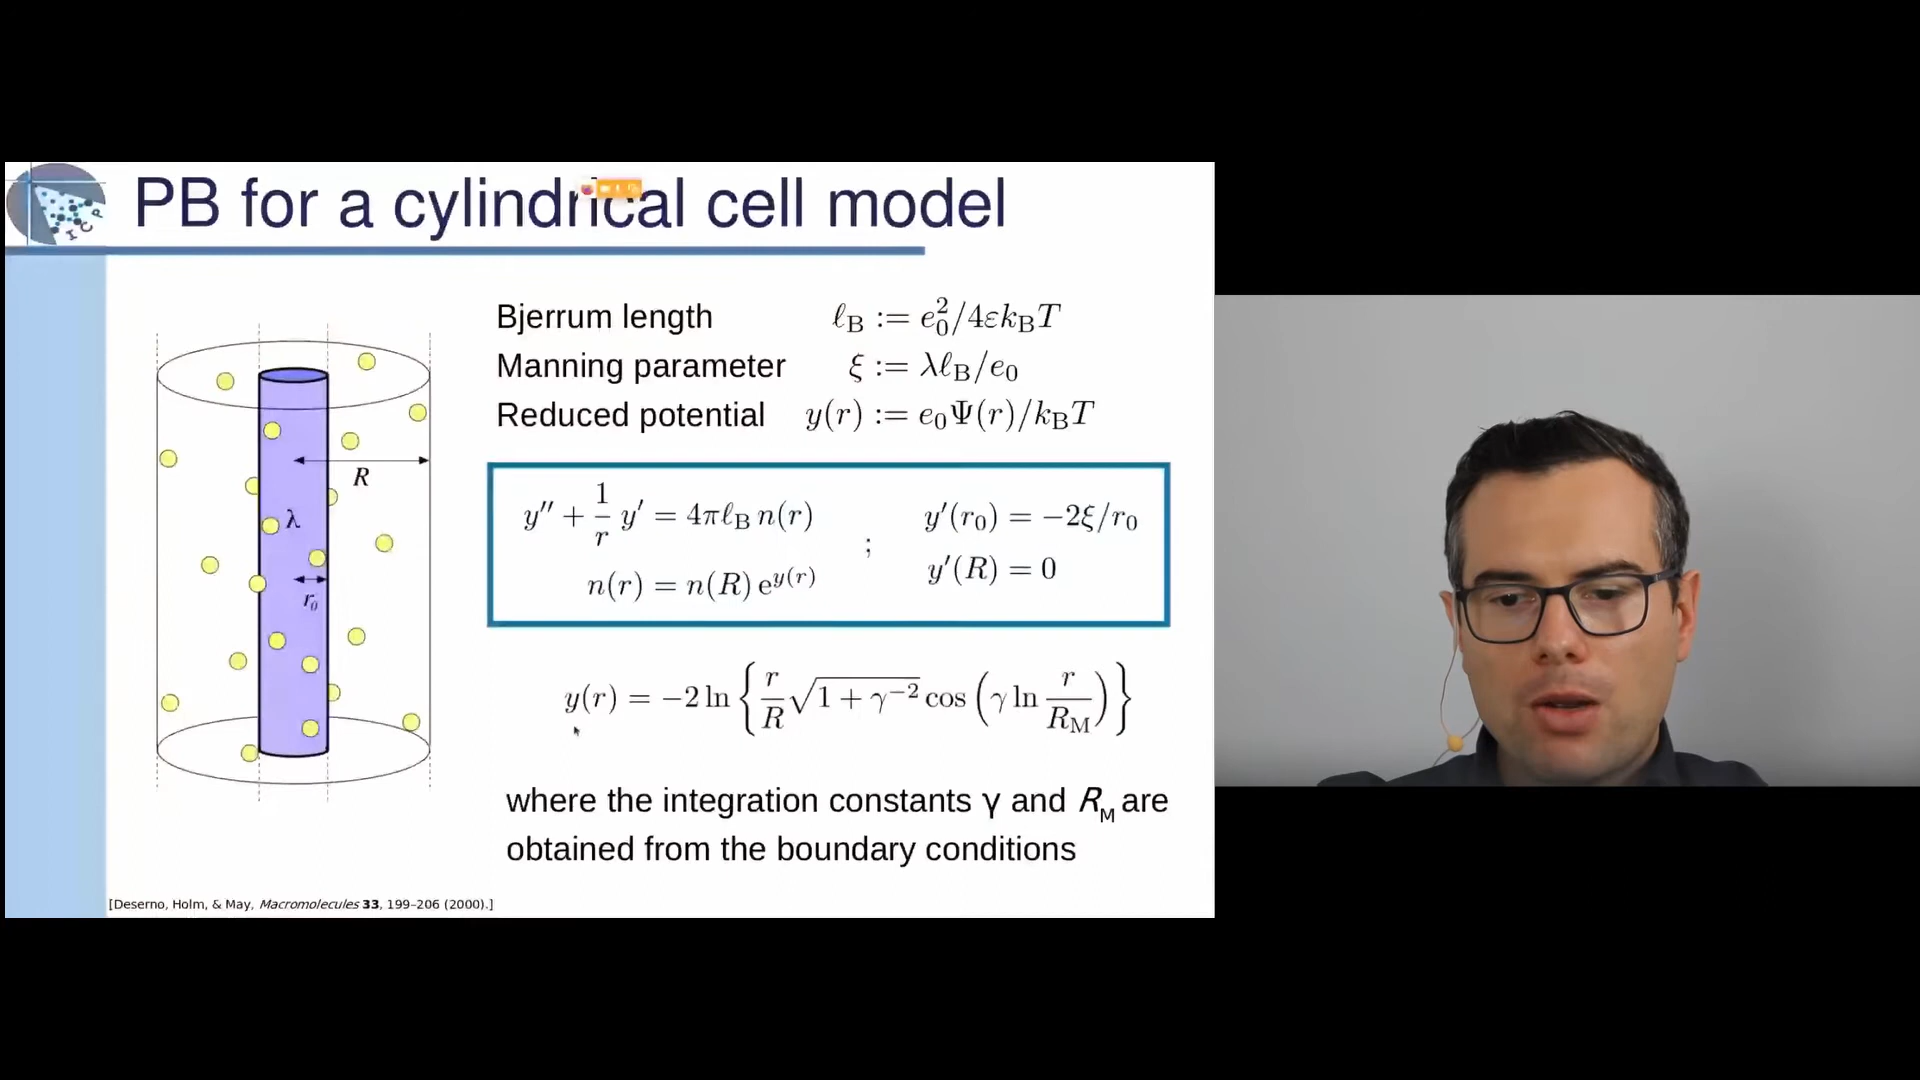 PB for a cylindrical cell model
I C P
Bjerrum length ℓ_B := e_0^2/4εk_BT
Manning parameter ξ := λℓ_B/e_0
Reduced potential y(r) := e_0Ψ(r)/k_BT
R
λ
r_0
y'' + 1/r y' = 4πℓ_B n(r) ; y'(r_0) = −2ξ/r_0
n(r) = n(R) e^{y(r)} y'(R) = 0
y(r) = −2 ln { r/R √(1 + γ^{−2}) cos ( γ ln r/R_M ) }
where the integration constants γ and R_M are
obtained from the boundary conditions
[Deserno, Holm, & May, Macromolecules 33, 199–206 (2000).]